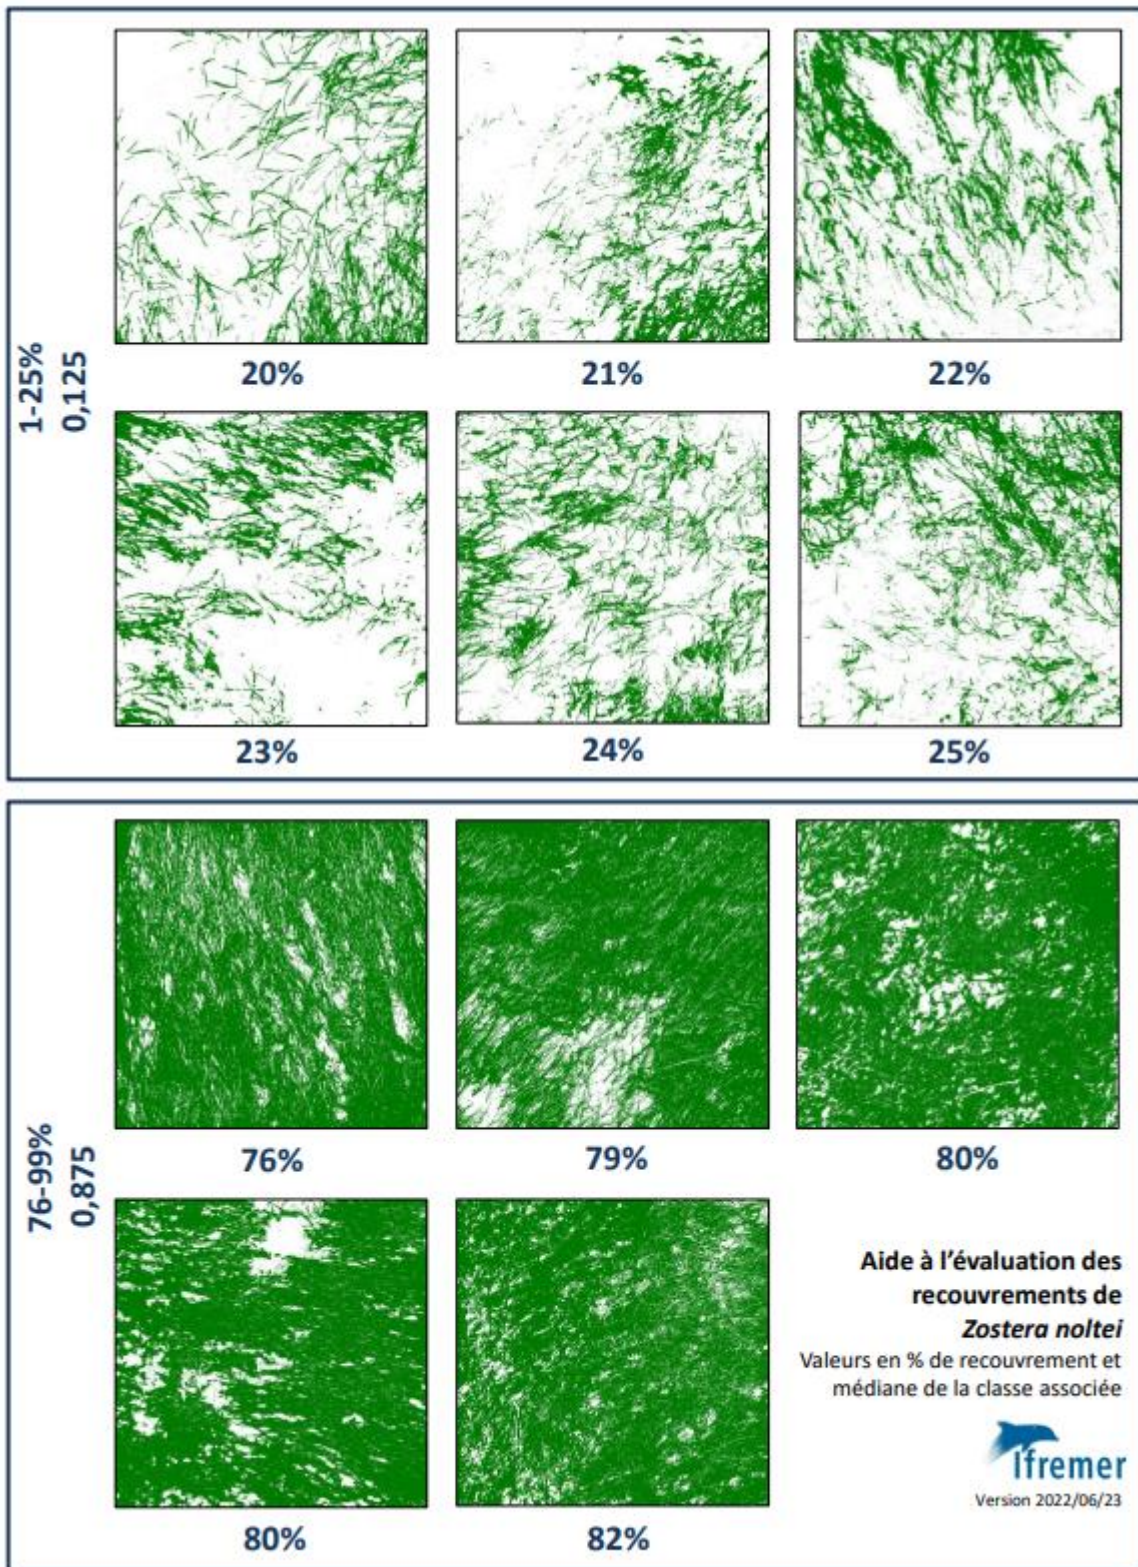 1-25%
0,125
20%
21%
22%
23%
24%
25%
76-99%
0,875
76%
79%
80%
80%
82%
Aide à l'évaluation des
recouvrements de
Zostera noltei
Valeurs en % de recouvrement et
médiane de la classe associée
Ifremer
Version 2022/06/23